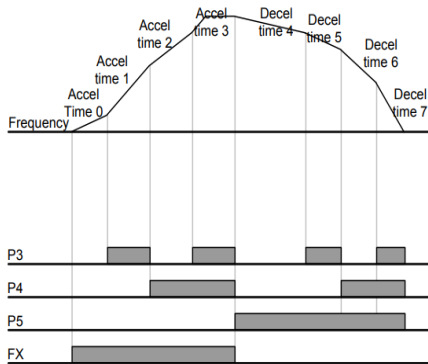 Accel
time 3
Decel
time 4
Decel
time 5
Accel
time 2
Decel
time 6
Accel
time 1
Accel
Time 0
Decel
time 7
Frequency
P3
P4
P5
FX